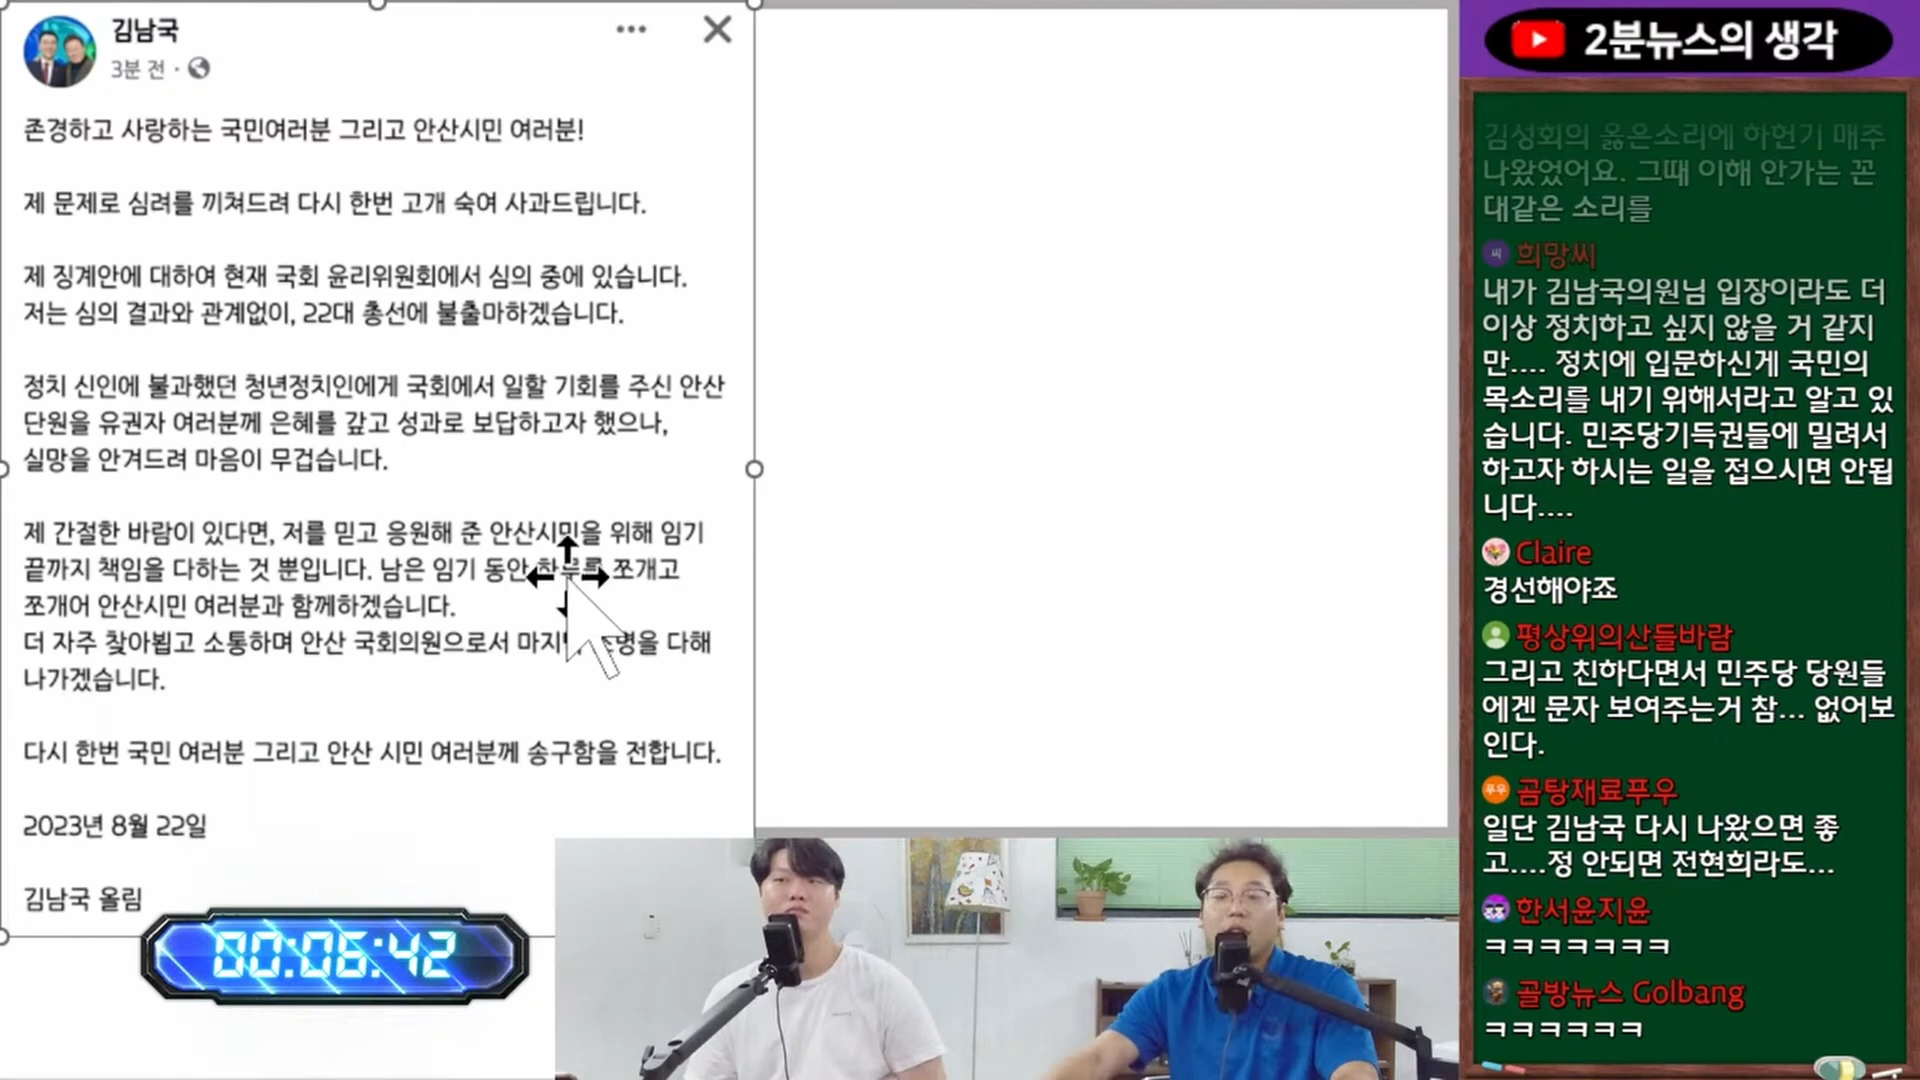 김남국
3분 전 ·
존경하고 사랑하는 국민여러분 그리고 안산시민 여러분!
제 문제로 심려를 끼쳐드려 다시 한번 고개 숙여 사과드립니다.
제 징계안에 대하여 현재 국회 윤리위원회에서 심의 중에 있습니다.
저는 심의 결과와 관계없이, 22대 총선에 불출마하겠습니다.
정치 신인에 불과했던 청년정치인에게 국회에서 일할 기회를 주신 안산
단원을 유권자 여러분께 은혜를 갚고 성과로 보답하고자 했으나,
실망을 안겨드려 마음이 무겁습니다.
제 간절한 바람이 있다면, 저를 믿고 응원해 준 안산시민을 위해 임기
끝까지 책임을 다하는 것 뿐입니다. 남은 임기 동안 쪼개고
쪼개어 안산시민 여러분과 함께하겠습니다.
더 자주 찾아뵙고 소통하며 안산 국회의원으로서 다해
나가겠습니다.
다시 한번 국민 여러분 그리고 안산 시민 여러분께 송구함을 전합니다.
2023년 8월 22일
김남국 올림
00:06:42
2분뉴스의 생각
김성회의 옳은소리에 하헌기 매주
나왔었어요. 그때 이해 안가는 꼰
대같은 소리를
씨 희망씨
내가 김남국의원님 입장이라도 더
이상 정치하고 싶지 않을 거 같지
만.... 정치에 입문하신게 국민의
목소리를 내기 위해서라고 알고 있
습니다. 민주당기득권들에 밀려서
하고자 하시는 일을 접으시면 안됩
니다....
Claire
경선해야죠
평상위의산들바람
그리고 친하다면서 민주당 당원들
에겐 문자 보여주는거 참... 없어보
인다.
푸우 곰탕재료푸우
일단 김남국 다시 나왔으면 좋
고....정 안되면 전현희라도...
한서윤지윤
ㅋㅋㅋㅋㅋㅋㅋ
골방뉴스 Golbang
ㅋㅋㅋㅋㅋㅋ